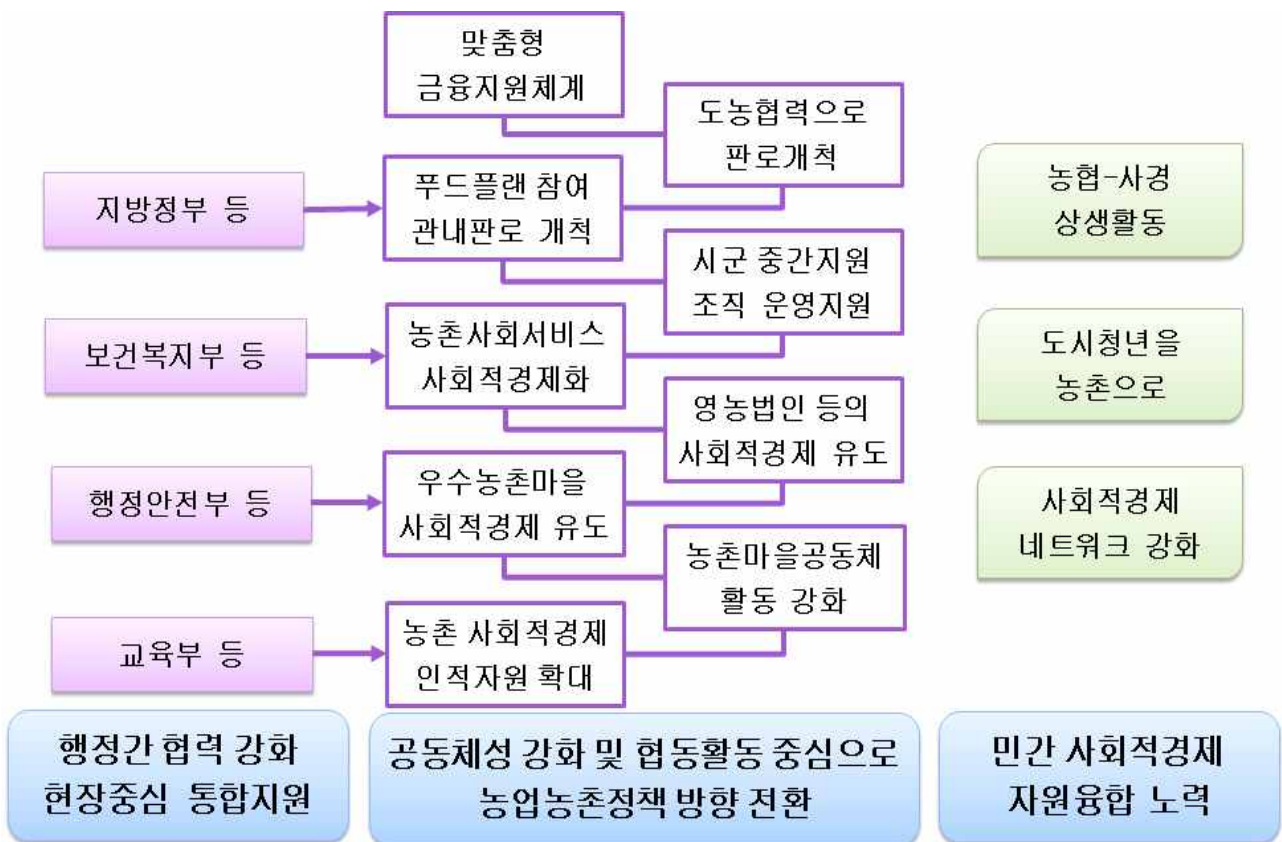 맞춤형
금융지원체계
도농협력으로
판로개척
지방정부 등
푸드플랜 참여
관내판로 개척
시군 중간지원
조직 운영지원
보건복지부 등
농촌사회서비스
사회적경제화
영농법인 등의
사회적경제 유도
행정안전부 등
우수농촌마을
사회적경제 유도
농촌마을공동체
활동 강화
교육부 등
농촌 사회적경제
인적자원 확대
농협-사경
상생활동
도시청년을
농촌으로
사회적경제
네트워크 강화
행정간 협력 강화
현장중심 통합지원
공동체성 강화 및 협동활동 중심으로
농업농촌정책 방향 전환
민간 사회적경제
자원융합 노력